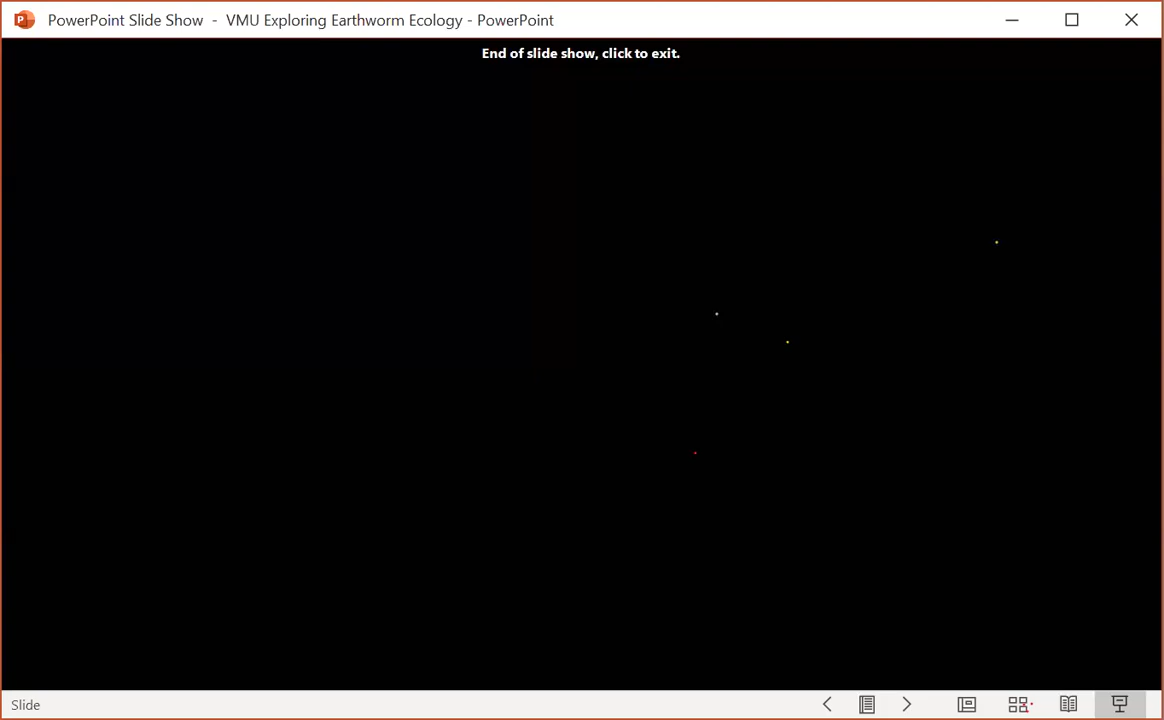 PowerPoint Slide Show - VMU Exploring Earthworm Ecology - PowerPoint
End of slide show, click to exit.
Slide